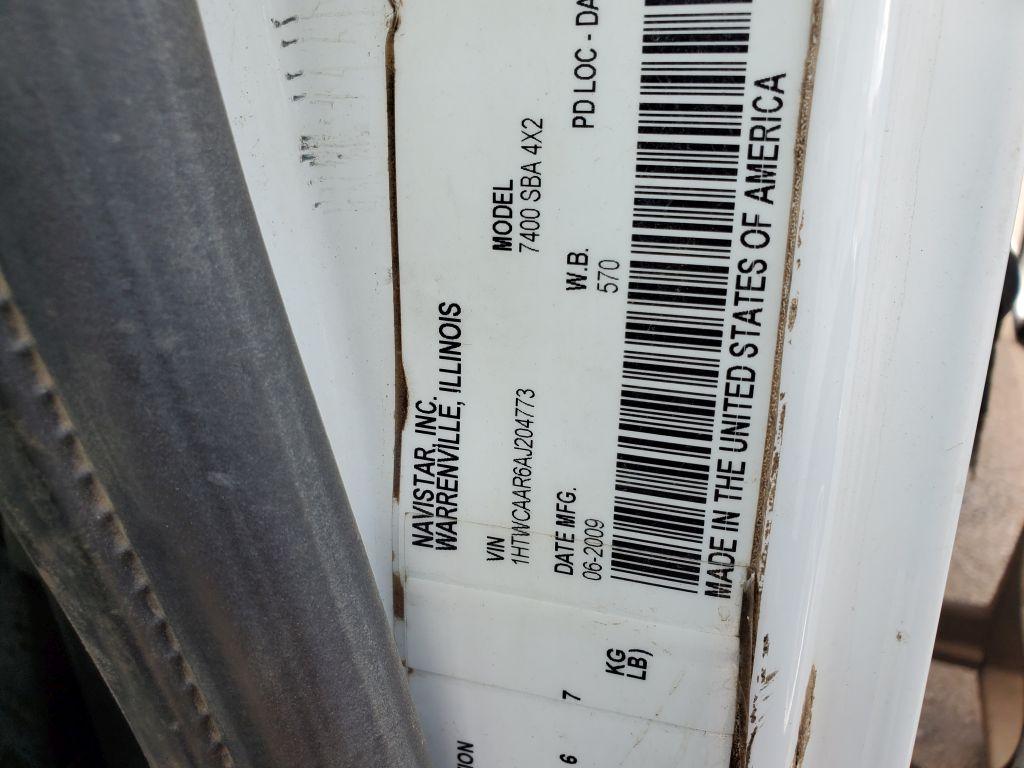 NAVISTAR, INC.
WARRENVILLE, ILLINOIS
VIN
1HTWCAAR6AJ204773
MODEL
7400 SBA 4X2
DATE MFG.
06-2009
W.B.
570
PD LOC - DA
MADE IN THE UNITED STATES OF AMERICA
TION
6
7
KG
LB)